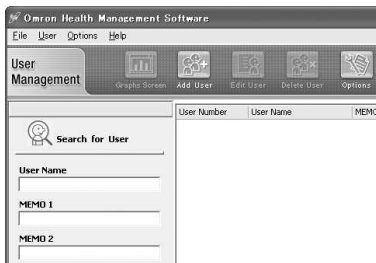 Omron Health Management Software
File User Options Help
User
Management
Graphs Screen Add User Edit User Delete User Options
User Number User Name MEMO
Search for User
User Name
MEMO 1
MEMO 2